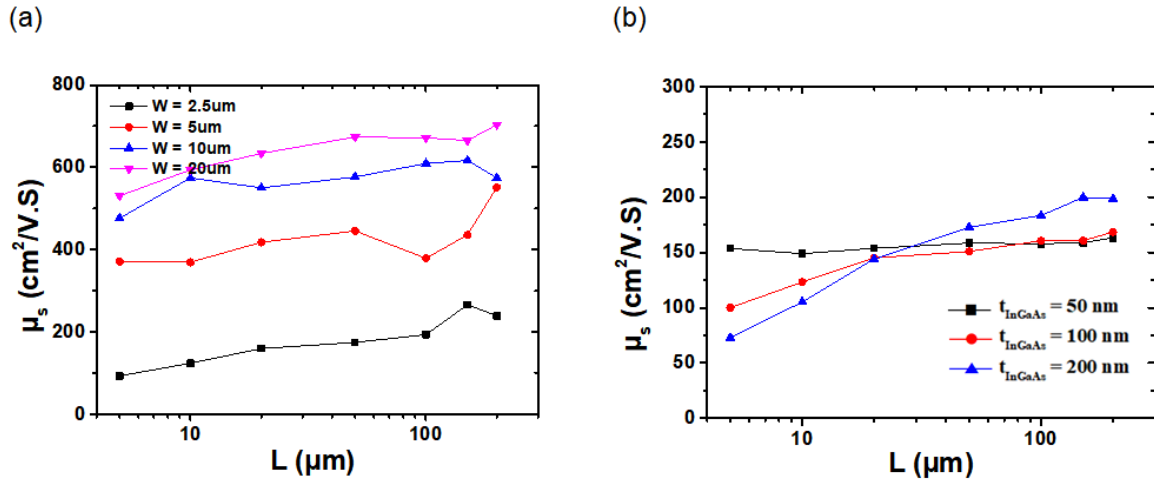 (a)
800
600
400
200
0
W = 2.5um
W = 5um
W = 10um
W = 20um
μs (cm²/V.S)
10
100
L (μm)
(b)
300
250
200
150
100
50
0
tInGaAs = 50 nm
tInGaAs = 100 nm
tInGaAs = 200 nm
μs (cm²/V.S)
10
100
L (μm)